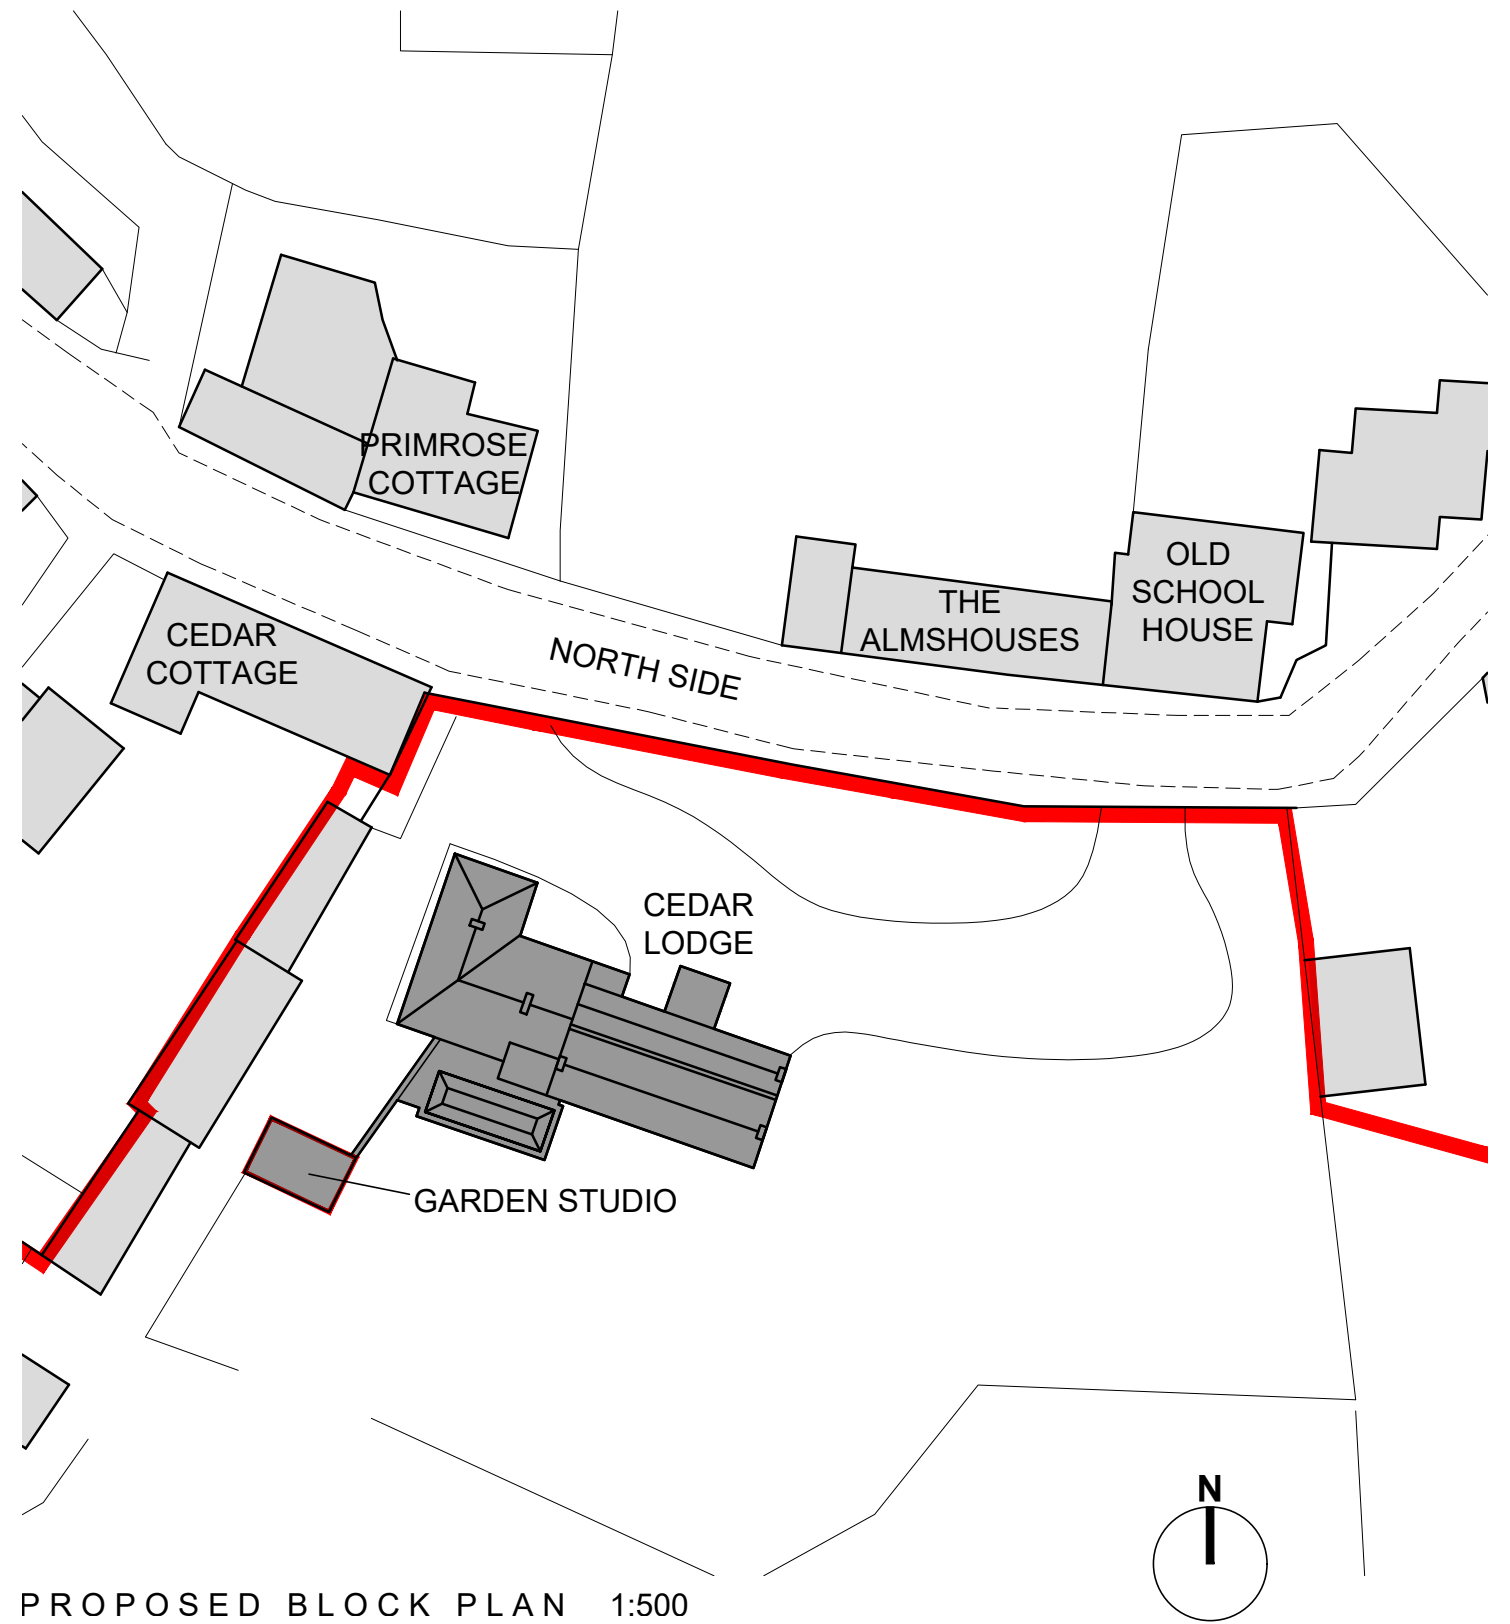 PRIMROSE
COTTAGE
OLD
SCHOOL
HOUSE
THE
ALMSHOUSES
CEDAR
COTTAGE
NORTH SIDE
CEDAR
LODGE
GARDEN STUDIO
N
PROPOSED BLOCK PLAN 1:500